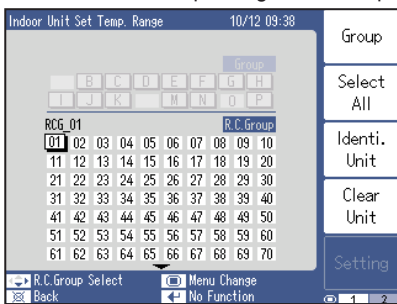 Indoor Unit Set Temp. Range 10/12 09:38
Group
B C D E F G H
I J K M N O P
RCG_01 R.C.Group
01 02 03 04 05 06 07 08 09 10
11 12 13 14 15 16 17 18 19 20
21 22 23 24 25 26 27 28 29 30
31 32 33 34 35 36 37 38 39 40
41 42 43 44 45 46 47 48 49 50
51 52 53 54 55 56 57 58 59 60
61 62 63 64 65 66 67 68 69 70
R.C.Group Select Menu Change
Back No Function
Group
Select
All
Identi.
Unit
Clear
Unit
Setting
1 2